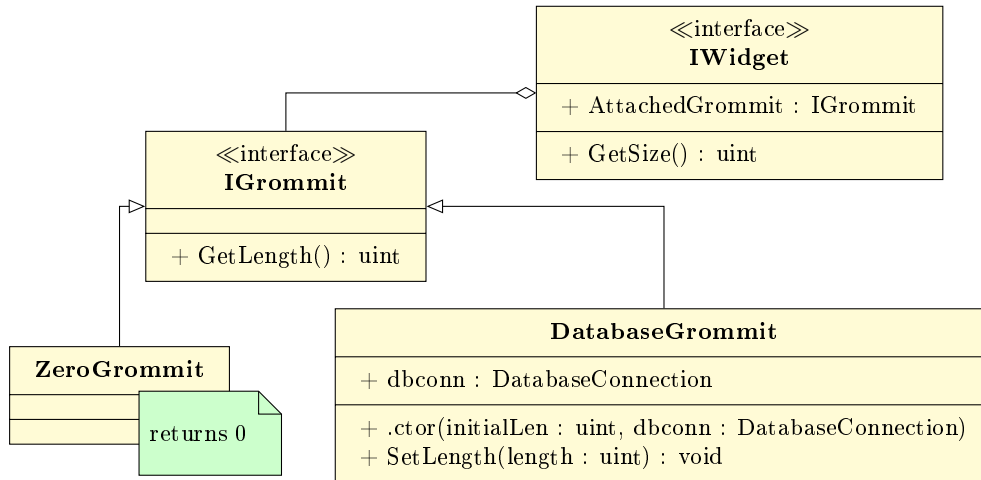 ≪interface≫
IWidget
+ AttachedGrommit : IGrommit
+ GetSize() : uint
≪interface≫
IGrommit
+ GetLength() : uint
ZeroGrommit
returns 0
DatabaseGrommit
+ dbconn : DatabaseConnection
+ .ctor(initialLen : uint, dbconn : DatabaseConnection)
+ SetLength(length : uint) : void